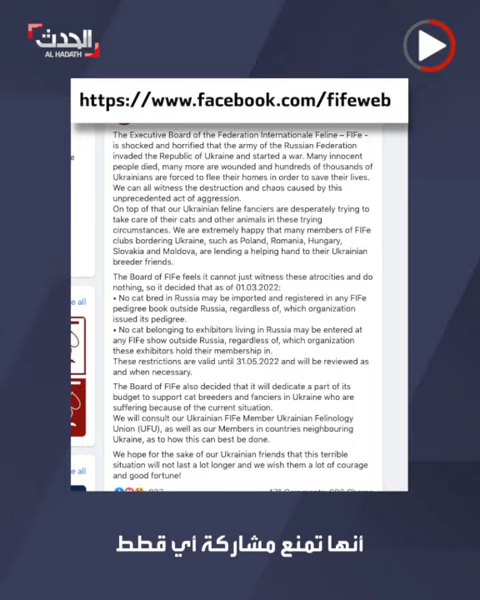 الحدث
AL HADATH
https://www.facebook.com/fifeweb
The Executive Board of the Federation Internationale Feline – FIFe -
is shocked and horrified that the army of the Russian Federation
invaded the Republic of Ukraine and started a war. Many innocent
people died, many more are wounded and hundreds of thousands of
Ukrainians are forced to flee their homes in order to save their lives.
We can all witness the destruction and chaos caused by this
unprecedented act of aggression.
On top of that our Ukrainian feline fanciers are desperately trying to
take care of their cats and other animals in these trying
circumstances. We are extremely happy that many members of FIFe
clubs bordering Ukraine, such as Poland, Romania, Hungary,
Slovakia and Moldova, are lending a helping hand to their Ukrainian
breeder friends.
The Board of FIFe feels it cannot just witness these atrocities and do
nothing, so it decided that as of 01.03.2022:
• No cat bred in Russia may be imported and registered in any FIFe
pedigree book outside Russia, regardless of, which organization
issued its pedigree.
• No cat belonging to exhibitors living in Russia may be entered at
any FIFe show outside Russia, regardless of, which organization
these exhibitors hold their membership in.
These restrictions are valid until 31.05.2022 and will be reviewed as
and when necessary.
The Board of FIFe also decided that it will dedicate a part of its
budget to support cat breeders and fanciers in Ukraine who are
suffering because of the current situation.
We will consult our Ukrainian FIFe Member Ukrainian Felinology
Union (UFU), as well as our Members in countries neighbouring
Ukraine, as to how this can best be done.
We hope for the sake of our Ukrainian friends that this terrible
situation will not last a lot longer and we wish them a lot of courage
and good fortune!
e all
e all
أنها تمنع مشاركة أي قطط